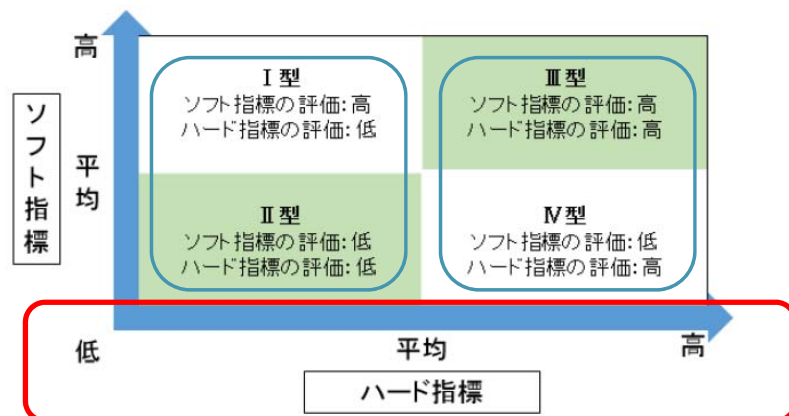 高
Ⅰ型
ソフト指標の評価:高
ハード指標の評価:低
Ⅲ型
ソフト指標の評価:高
ハード指標の評価:高
ソフト指標
平均
Ⅱ型
ソフト指標の評価:低
ハード指標の評価:低
Ⅳ型
ソフト指標の評価:低
ハード指標の評価:高
低
平均
高
ハード指標